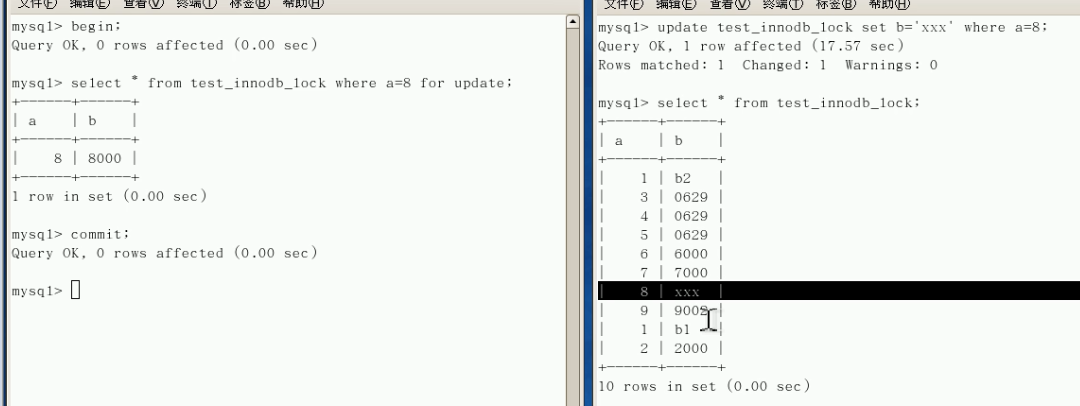 文件(F) 编辑(E) 查看(V) 终端(T) 标签(B) 帮助(H)
mysql> begin;
Query OK, 0 rows affected (0.00 sec)
mysql> select * from test_innodb_lock where a=8 for update;
+------+------+
| a    | b    |
+------+------+
|    8 | 8000 |
+------+------+
1 row in set (0.00 sec)
mysql> commit;
Query OK, 0 rows affected (0.00 sec)
mysql>
文件(F) 编辑(E) 查看(V) 终端(T) 标签(B) 帮助(H)
mysql> update test_innodb_lock set b='xxx' where a=8;
Query OK, 1 row affected (17.57 sec)
Rows matched: 1  Changed: 1  Warnings: 0
mysql> select * from test_innodb_lock;
+------+------+
| a    | b    |
+------+------+
|    1 | b2   |
|    3 | 0629 |
|    4 | 0629 |
|    5 | 0629 |
|    6 | 6000 |
|    7 | 7000 |
|    8 | xxx  |
|    9 | 9002 |
|    1 | b1   |
|    2 | 2000 |
+------+------+
10 rows in set (0.00 sec)